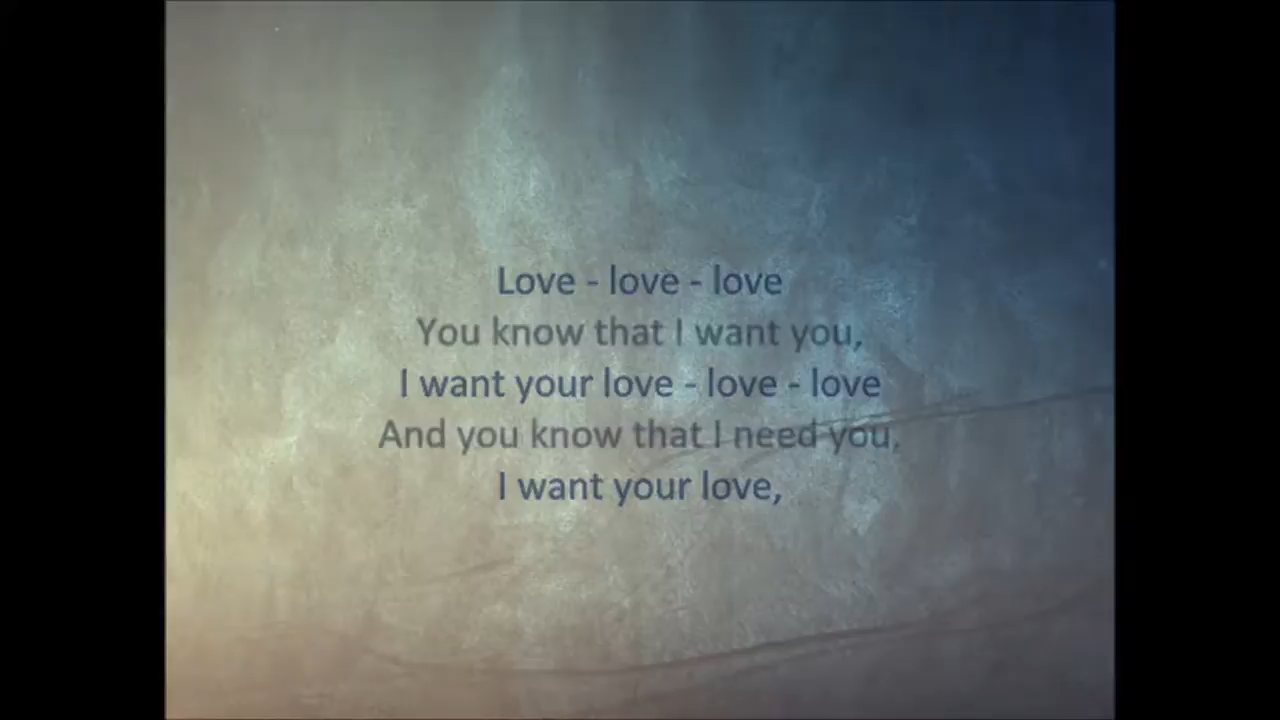 Love - love - love
You know that I want you,
I want your love - love - love
And you know that I need you,
I want your love,